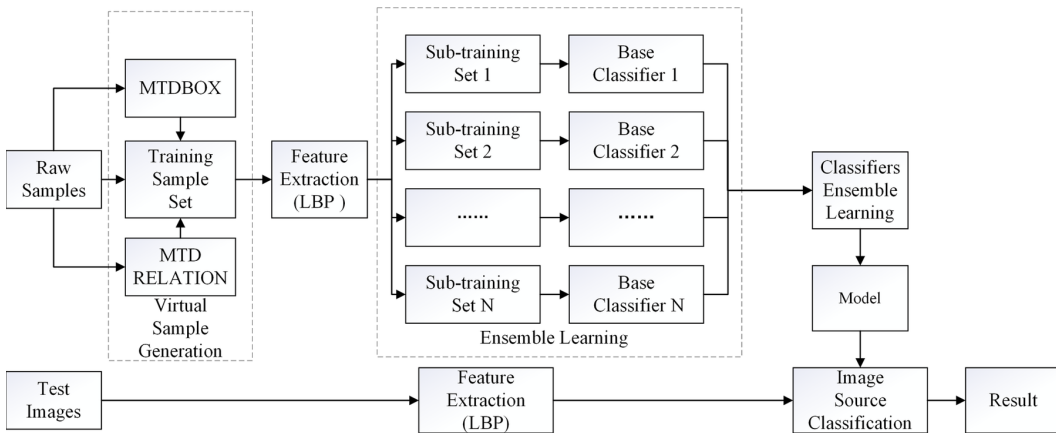 MTDBOX
Raw
Samples
Training
Sample
Set
MTD
RELATION
Virtual
Sample
Generation
Feature
Extraction
(LBP )
Sub-training
Set 1
Base
Classifier 1
Sub-training
Set 2
Base
Classifier 2
......
......
Sub-training
Set N
Base
Classifier N
Ensemble Learning
Classifiers
Ensemble
Learning
Model
Test
Images
Feature
Extraction
(LBP)
Image
Source
Classification
Result